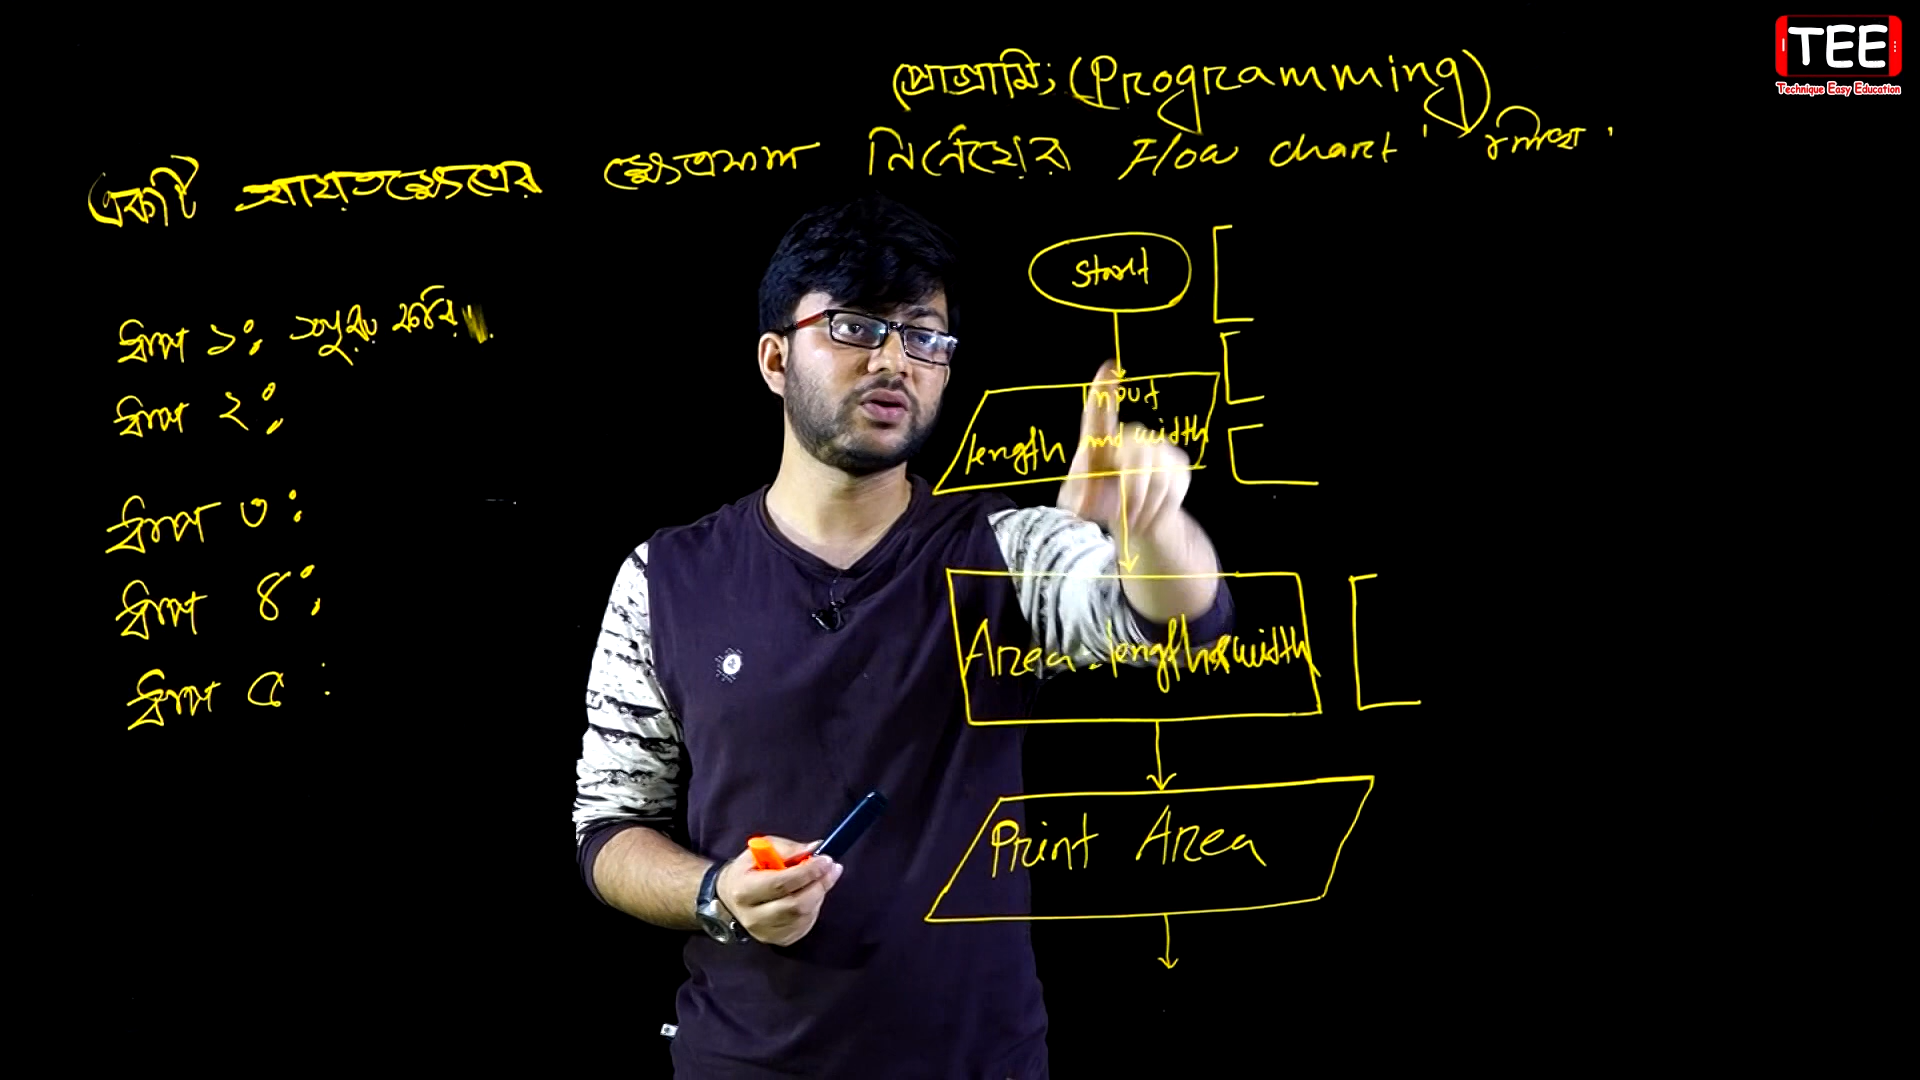 TEE
Technique Easy Education
প্রোগ্রামিং (Programming)
একটি আয়তক্ষেত্রের ক্ষেত্রফল নির্ণয়ের Flow chart লিখো
Start
ধাপ ১: শুরু করি।
ধাপ ২:
ধাপ ৩:
ধাপ ৪:
ধাপ ৫:
Input
length and width
Area = length * width
Print Area